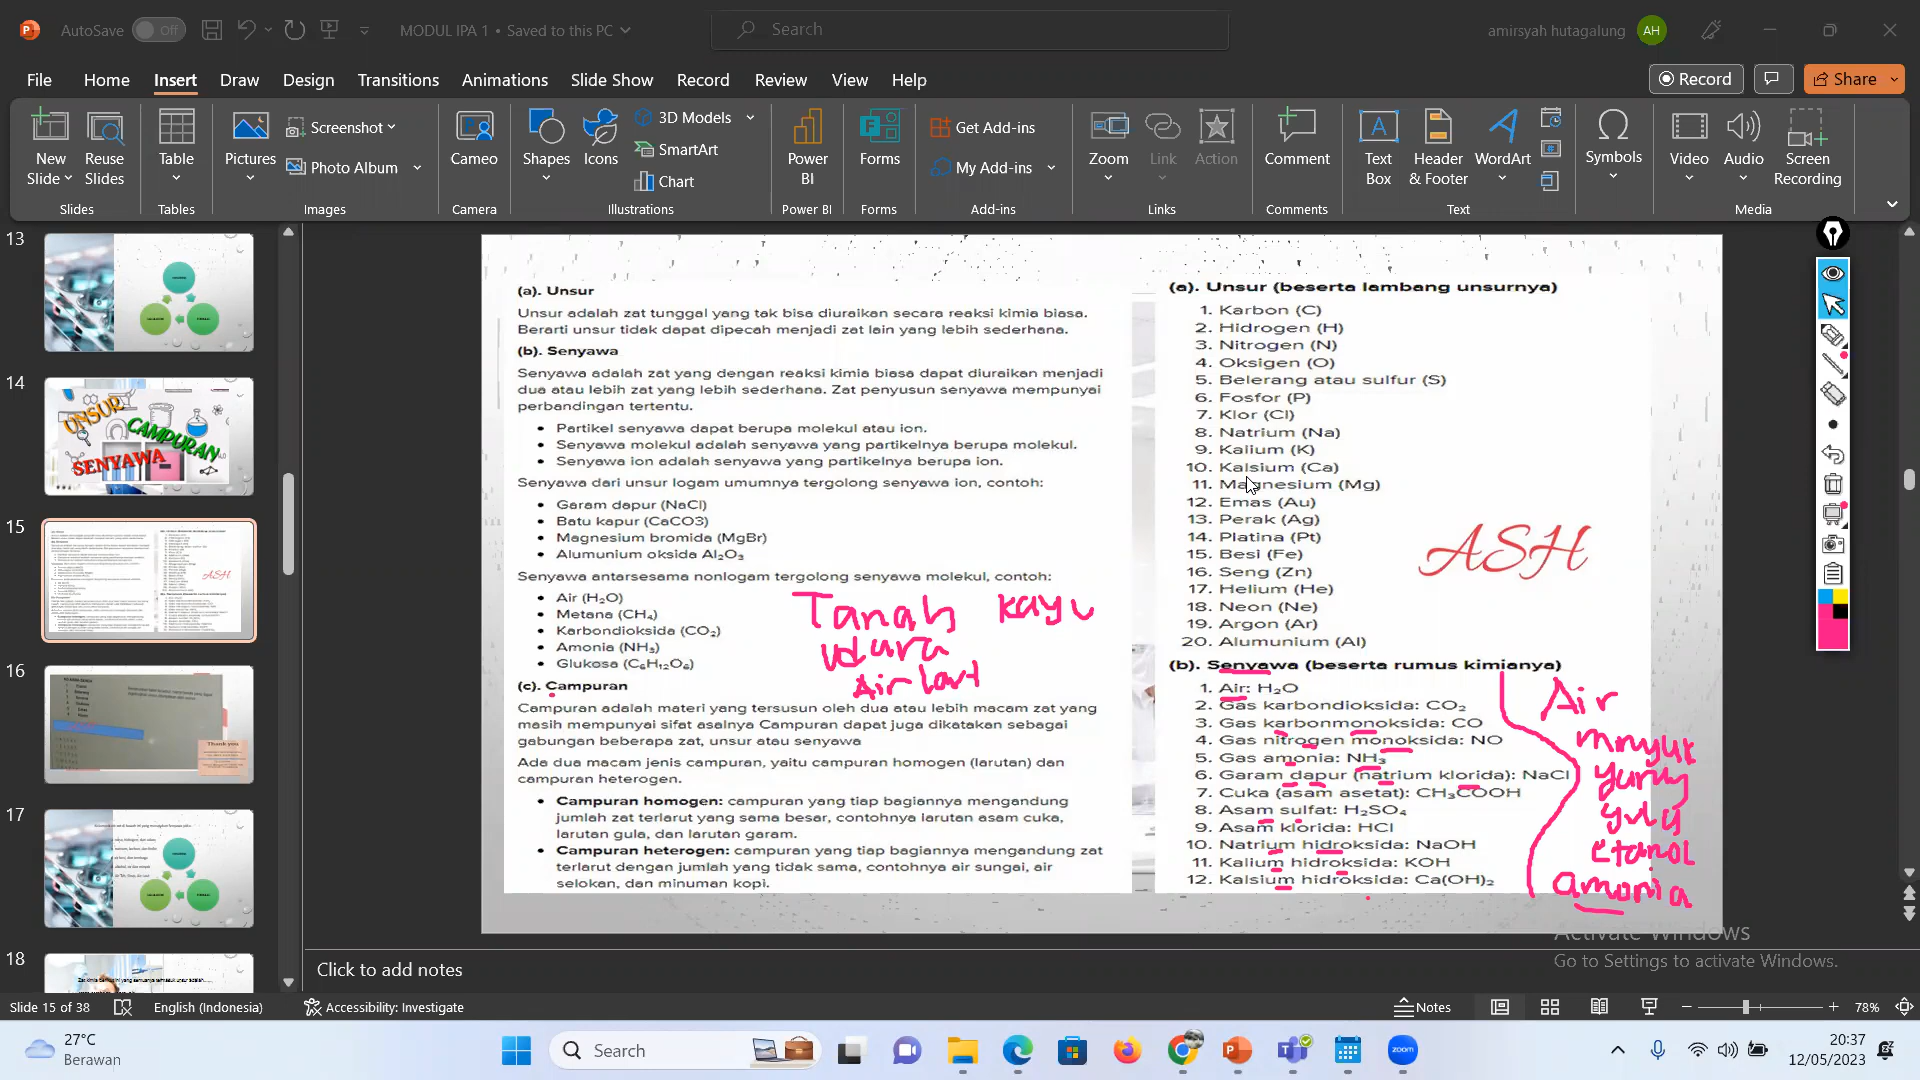 AutoSave Off MODUL IPA 1 • Saved to this PC Search amirsyah hutagalung AH
File Home Insert Draw Design Transitions Animations Slide Show Record Review View Help Record Share
New Slide Reuse Slides Table Pictures Screenshot Photo Album Cameo Shapes Icons 3D Models SmartArt Chart Power BI Forms Get Add-ins My Add-ins Zoom Link Action Comment Text Box Header & Footer WordArt Symbols Video Audio Screen Recording
Slides Tables Images Camera Illustrations Power BI Forms Add-ins Links Comments Text Media
13
14
UNSUR
CAMPURAN
SENYAWA
15
16
Thank you
17
18
(a). Unsur
Unsur adalah zat tunggal yang tak bisa diuraikan secara reaksi kimia biasa.
Berarti unsur tidak dapat dipecah menjadi zat lain yang lebih sederhana.
(b). Senyawa
Senyawa adalah zat yang dengan reaksi kimia biasa dapat diuraikan menjadi
dua atau lebih zat yang lebih sederhana. Zat penyusun senyawa mempunyai
perbandingan tertentu.
• Partikel senyawa dapat berupa molekul atau ion.
• Senyawa molekul adalah senyawa yang partikelnya berupa molekul.
• Senyawa ion adalah senyawa yang partikelnya berupa ion.
Senyawa dari unsur logam umumnya tergolong senyawa ion, contoh:
• Garam dapur (NaCl)
• Batu kapur (CaCO3)
• Magnesium bromida (MgBr)
• Alumunium oksida Al₂O₃
Senyawa antarsesama nonlogam tergolong senyawa molekul, contoh:
• Air (H₂O)
• Metana (CH₄)
• Karbondioksida (CO₂)
• Amonia (NH₃)
• Glukosa (C₆H₁₂O₆)
Tanah kayu
udara
Air laut
(c). Campuran
Campuran adalah materi yang tersusun oleh dua atau lebih macam zat yang
masih mempunyai sifat asalnya Campuran dapat juga dikatakan sebagai
gabungan beberapa zat, unsur atau senyawa
Ada dua macam jenis campuran, yaitu campuran homogen (larutan) dan
campuran heterogen.
• Campuran homogen: campuran yang tiap bagiannya mengandung
jumlah zat terlarut yang sama besar, contohnya larutan asam cuka,
larutan gula, dan larutan garam.
• Campuran heterogen: campuran yang tiap bagiannya mengandung zat
terlarut dengan jumlah yang tidak sama, contohnya air sungai, air
selokan, dan minuman kopi.
(a). Unsur (beserta lambang unsurnya)
1. Karbon (C)
2. Hidrogen (H)
3. Nitrogen (N)
4. Oksigen (O)
5. Belerang atau sulfur (S)
6. Fosfor (P)
7. Klor (Cl)
8. Natrium (Na)
9. Kalium (K)
10. Kalsium (Ca)
11. Magnesium (Mg)
12. Emas (Au)
13. Perak (Ag)
14. Platina (Pt)
15. Besi (Fe)
16. Seng (Zn)
17. Helium (He)
18. Neon (Ne)
19. Argon (Ar)
20. Alumunium (Al)
ASH
(b). Senyawa (beserta rumus kimianya)
1. Air: H₂O
2. Gas karbondioksida: CO₂
3. Gas karbonmonoksida: CO
4. Gas nitrogen monoksida: NO
5. Gas amonia: NH₃
6. Garam dapur (natrium klorida): NaCl
7. Cuka (asam asetat): CH₃COOH
8. Asam sulfat: H₂SO₄
9. Asam klorida: HCl
10. Natrium hidroksida: NaOH
11. Kalium hidroksida: KOH
12. Kalsium hidroksida: Ca(OH)₂
Air
etanol
amonia
Activate Windows
Go to Settings to activate Windows.
Click to add notes
Slide 15 of 38 English (Indonesia) Accessibility: Investigate Notes 78%
27°C
Berawan
Search
zoom
20:37
12/05/2023